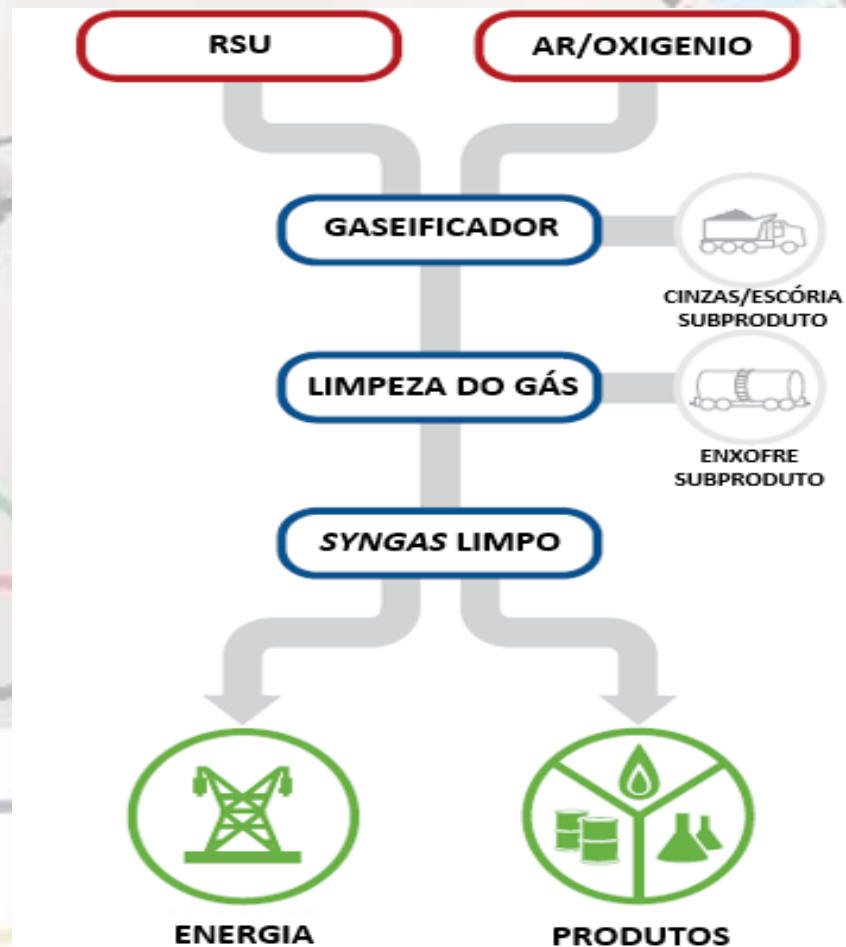 RSU
AR/OXIGENIO
GASEIFICADOR
CINZAS/ESCÓRIA
SUBPRODUTO
LIMPEZA DO GÁS
ENXOFRE
SUBPRODUTO
SYNGAS LIMPO
ENERGIA
PRODUTOS